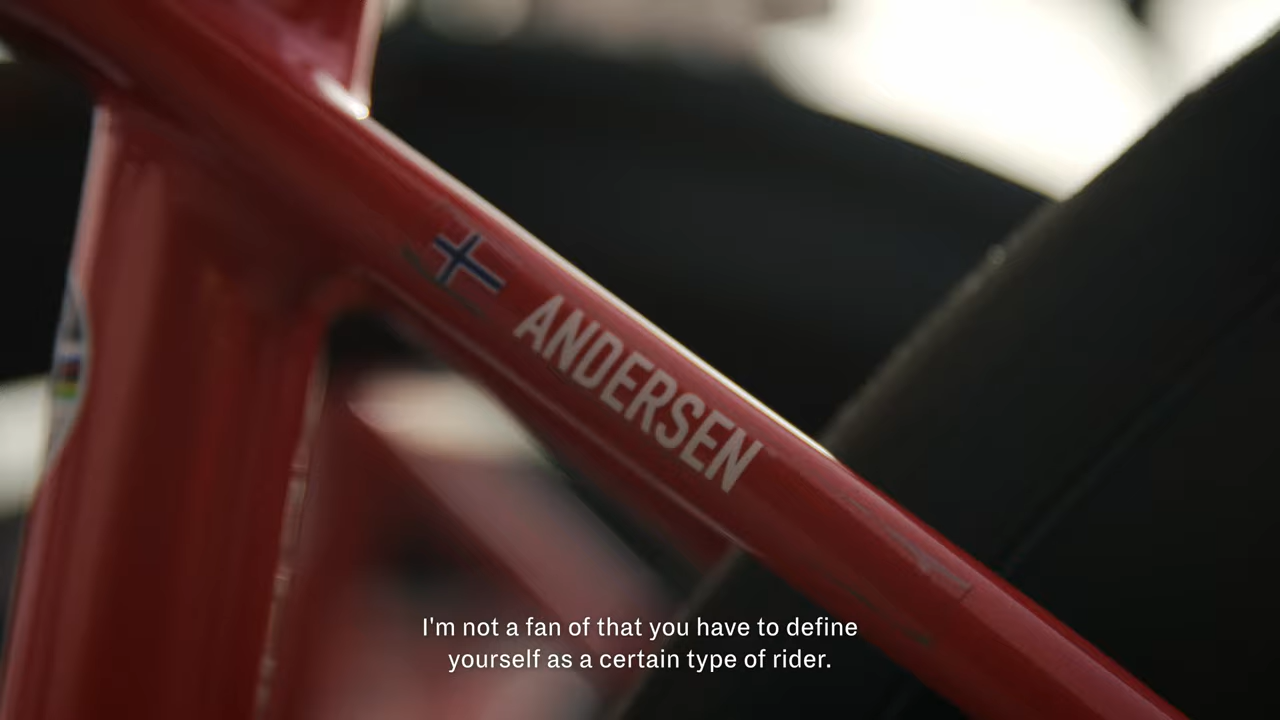 ANDERSEN
I'm not a fan of that you have to define
yourself as a certain type of rider.